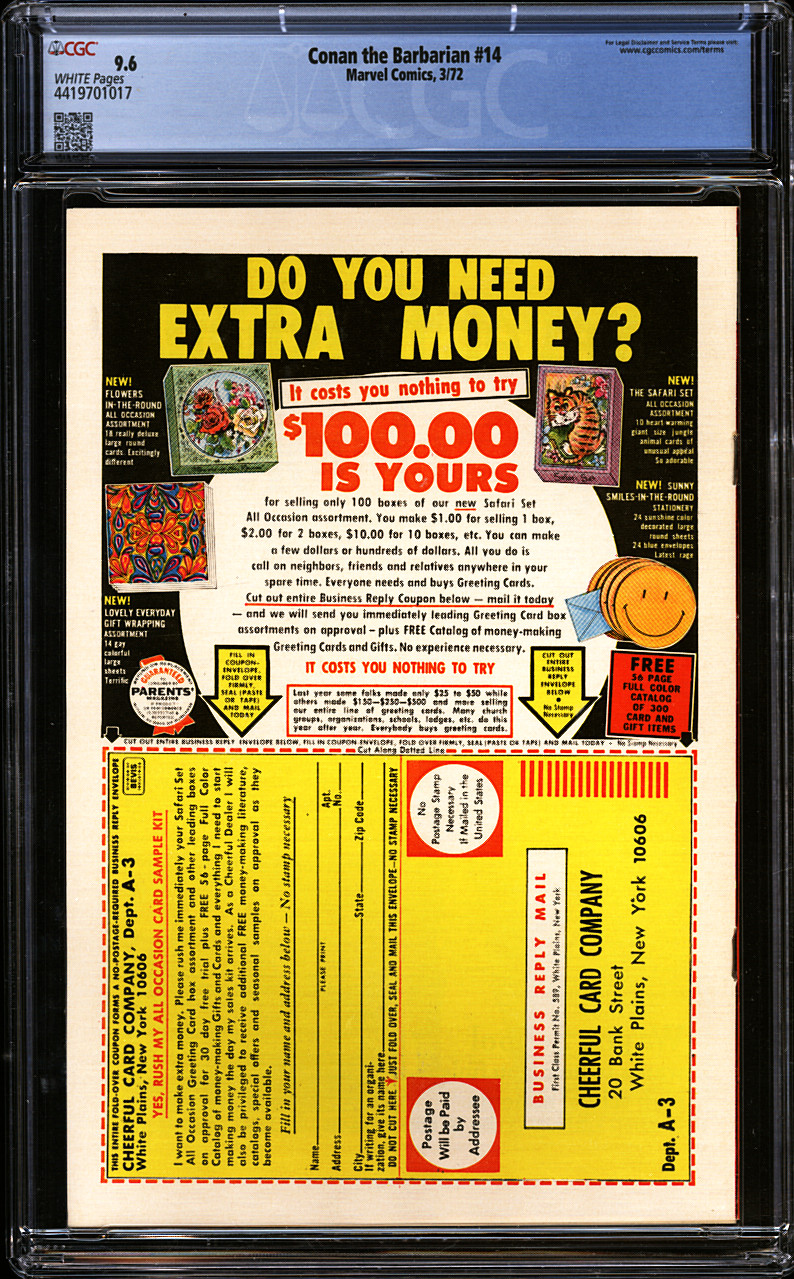 CGC
9.6
WHITE Pages
4419701017
Conan the Barbarian #14
Marvel Comics, 3/72
For Legal Disclaimer and Service Terms please visit:
www.cgccomics.com/terms
CGC
DO YOU NEED
EXTRA MONEY?
NEW!
FLOWERS
IN-THE-ROUND
ALL OCCASION
ASSORTMENT
18 really deluxe
large round
cards. Excitingly
different
It costs you nothing to try
$100.00
IS YOURS
NEW!
THE SAFARI SET
ALL OCCASION
ASSORTMENT
10 heart warming
giant size jungle
animal cards of
unusual appeal
So adorable
for selling only 100 boxes of our new Safari Set
All Occasion assortment. You make $1.00 for selling 1 box,
$2.00 for 2 boxes, $10.00 for 10 boxes, etc. You can make
a few dollars or hundreds of dollars. All you do is
call on neighbors, friends and relatives anywhere in your
spare time. Everyone needs and buys Greeting Cards.
Cut out entire Business Reply Coupon below — mail it today
— and we will send you immediately leading Greeting Card box
assortments on approval – plus FREE Catalog of money-making
Greeting Cards and Gifts. No experience necessary.
IT COSTS YOU NOTHING TO TRY
NEW! SUNNY
SMILES-IN-THE-ROUND
STATIONERY
24 sunshine color
decorated large
round sheets
24 blue envelopes
Latest rage
NEW!
LOVELY EVERYDAY
GIFT WRAPPING
ASSORTMENT
14 gay
colorful
large
sheets
Terrific
GUARANTEED
PARENTS'
MAGAZINE
FILL IN
COUPON-
ENVELOPE,
FOLD OVER
FIRMLY,
SEAL (PASTE
OR TAPE)
AND MAIL
TODAY
Last year some folks made only $25 to $50 while
others made $150—$250—$500 and more selling
our entire line of greeting cards. Many church
groups, organizations, schools, lodges, etc. do this
year after year. Everybody buys greeting cards.
CUT OUT
ENTIRE
BUSINESS
REPLY
ENVELOPE
BELOW
No Stamp
Necessary
FREE
56 PAGE
FULL COLOR
CATALOG
OF 300
CARD AND
GIFT ITEMS
CUT OUT ENTIRE BUSINESS REPLY ENVELOPE BELOW, FILL IN COUPON ENVELOPE, FOLD OVER FIRMLY, SEAL (PASTE OR TAPE) AND MAIL TODAY - No Stamp Necessary
Cut Along Dotted Line
THIS ENTIRE FOLD-OVER COUPON FORMS A NO-POSTAGE-REQUIRED BUSINESS REPLY ENVELOPE
CHEERFUL CARD COMPANY, Dept. A-3
White Plains, New York 10606
BEVIS
YES, RUSH MY ALL OCCASION CARD SAMPLE KIT
I want to make extra money. Please rush me immediately your Safari Set
All Occasion Greeting Card box assortment and other leading boxes
on approval for 30 day free trial plus FREE 56-page Full Color
Catalog of money-making Gifts and Cards and everything I need to start
making money the day my sales kit arrives. As a Cheerful Dealer I will
also be privileged to receive additional FREE money-making literature,
catalogs, special offers and seasonal samples on approval as they
become available.
Fill in your name and address below — No stamp necessary
PLEASE PRINT
Name
Address Apt. No.
City State Zip Code
If writing for an organi-
zation, give its name here
DO NOT CUT HERE JUST FOLD OVER, SEAL AND MAIL THIS ENVELOPE—NO STAMP NECESSARY
No
Postage Stamp
Necessary
If Mailed in the
United States
Postage
Will be Paid
by
Addressee
BUSINESS REPLY MAIL
First Class Permit No. 589, White Plains, New York
CHEERFUL CARD COMPANY
20 Bank Street
White Plains, New York 10606
Dept. A-3